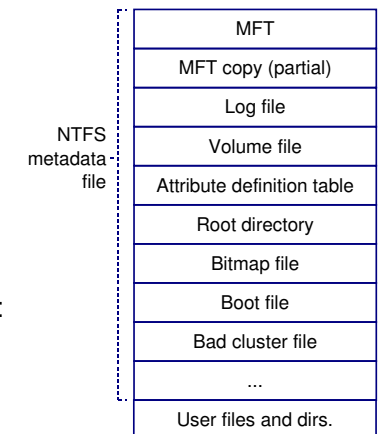 MFT
MFT copy (partial)
Log file
NTFS
metadata
file
Volume file
Attribute definition table
Root directory
Bitmap file
Boot file
:
Bad cluster file
...
User files and dirs.